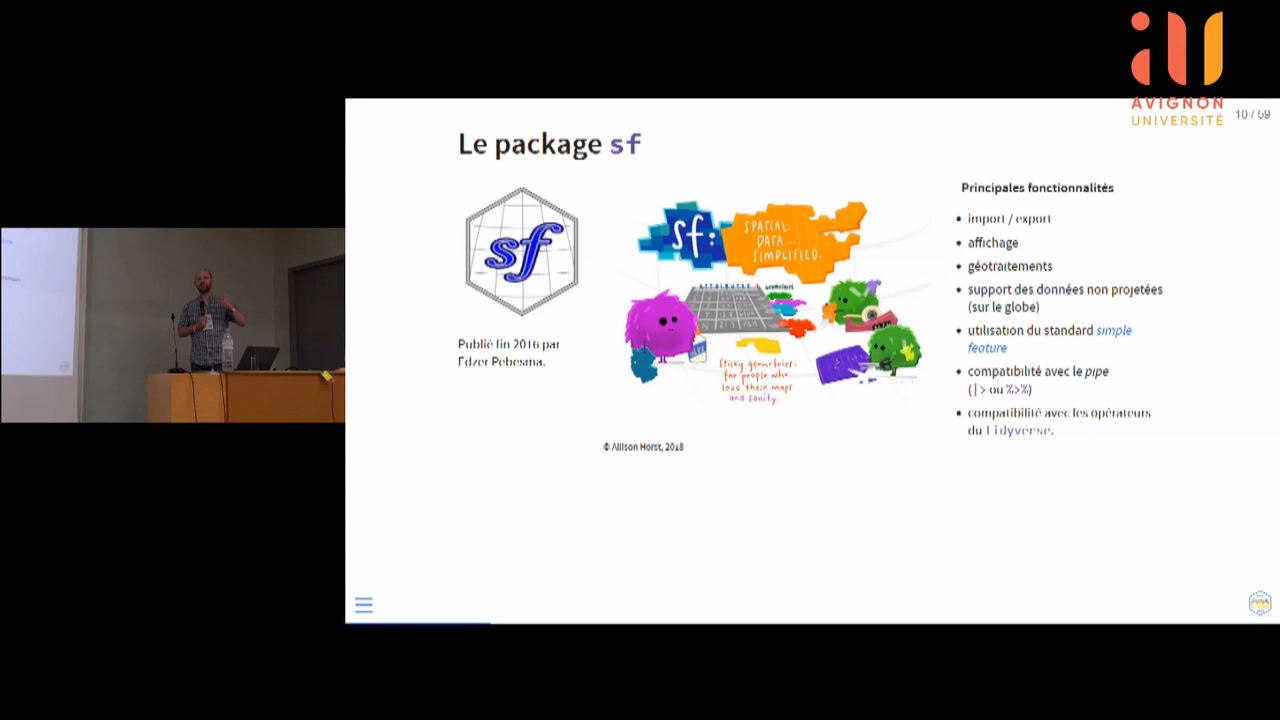 AVIGNON
UNIVERSITÉ
10 / 59
Le package sf
sf
Publié fin 2016 par
Edzer Pebesma.
sf:
SPATIAL
DATA...
SIMPLIFIED.
ATTRIBUTES
GEOMETRIES
Sticky geometries:
for people who
love their maps
and sanity
© Allison Horst, 2018
Principales fonctionnalités
• import / export
• affichage
• géotraitements
• support des données non projetées
(sur le globe)
• utilisation du standard simple
feature
• compatibilité avec le pipe
(|> ou %>%)
• compatibilité avec les opérateurs
du tidyverse.